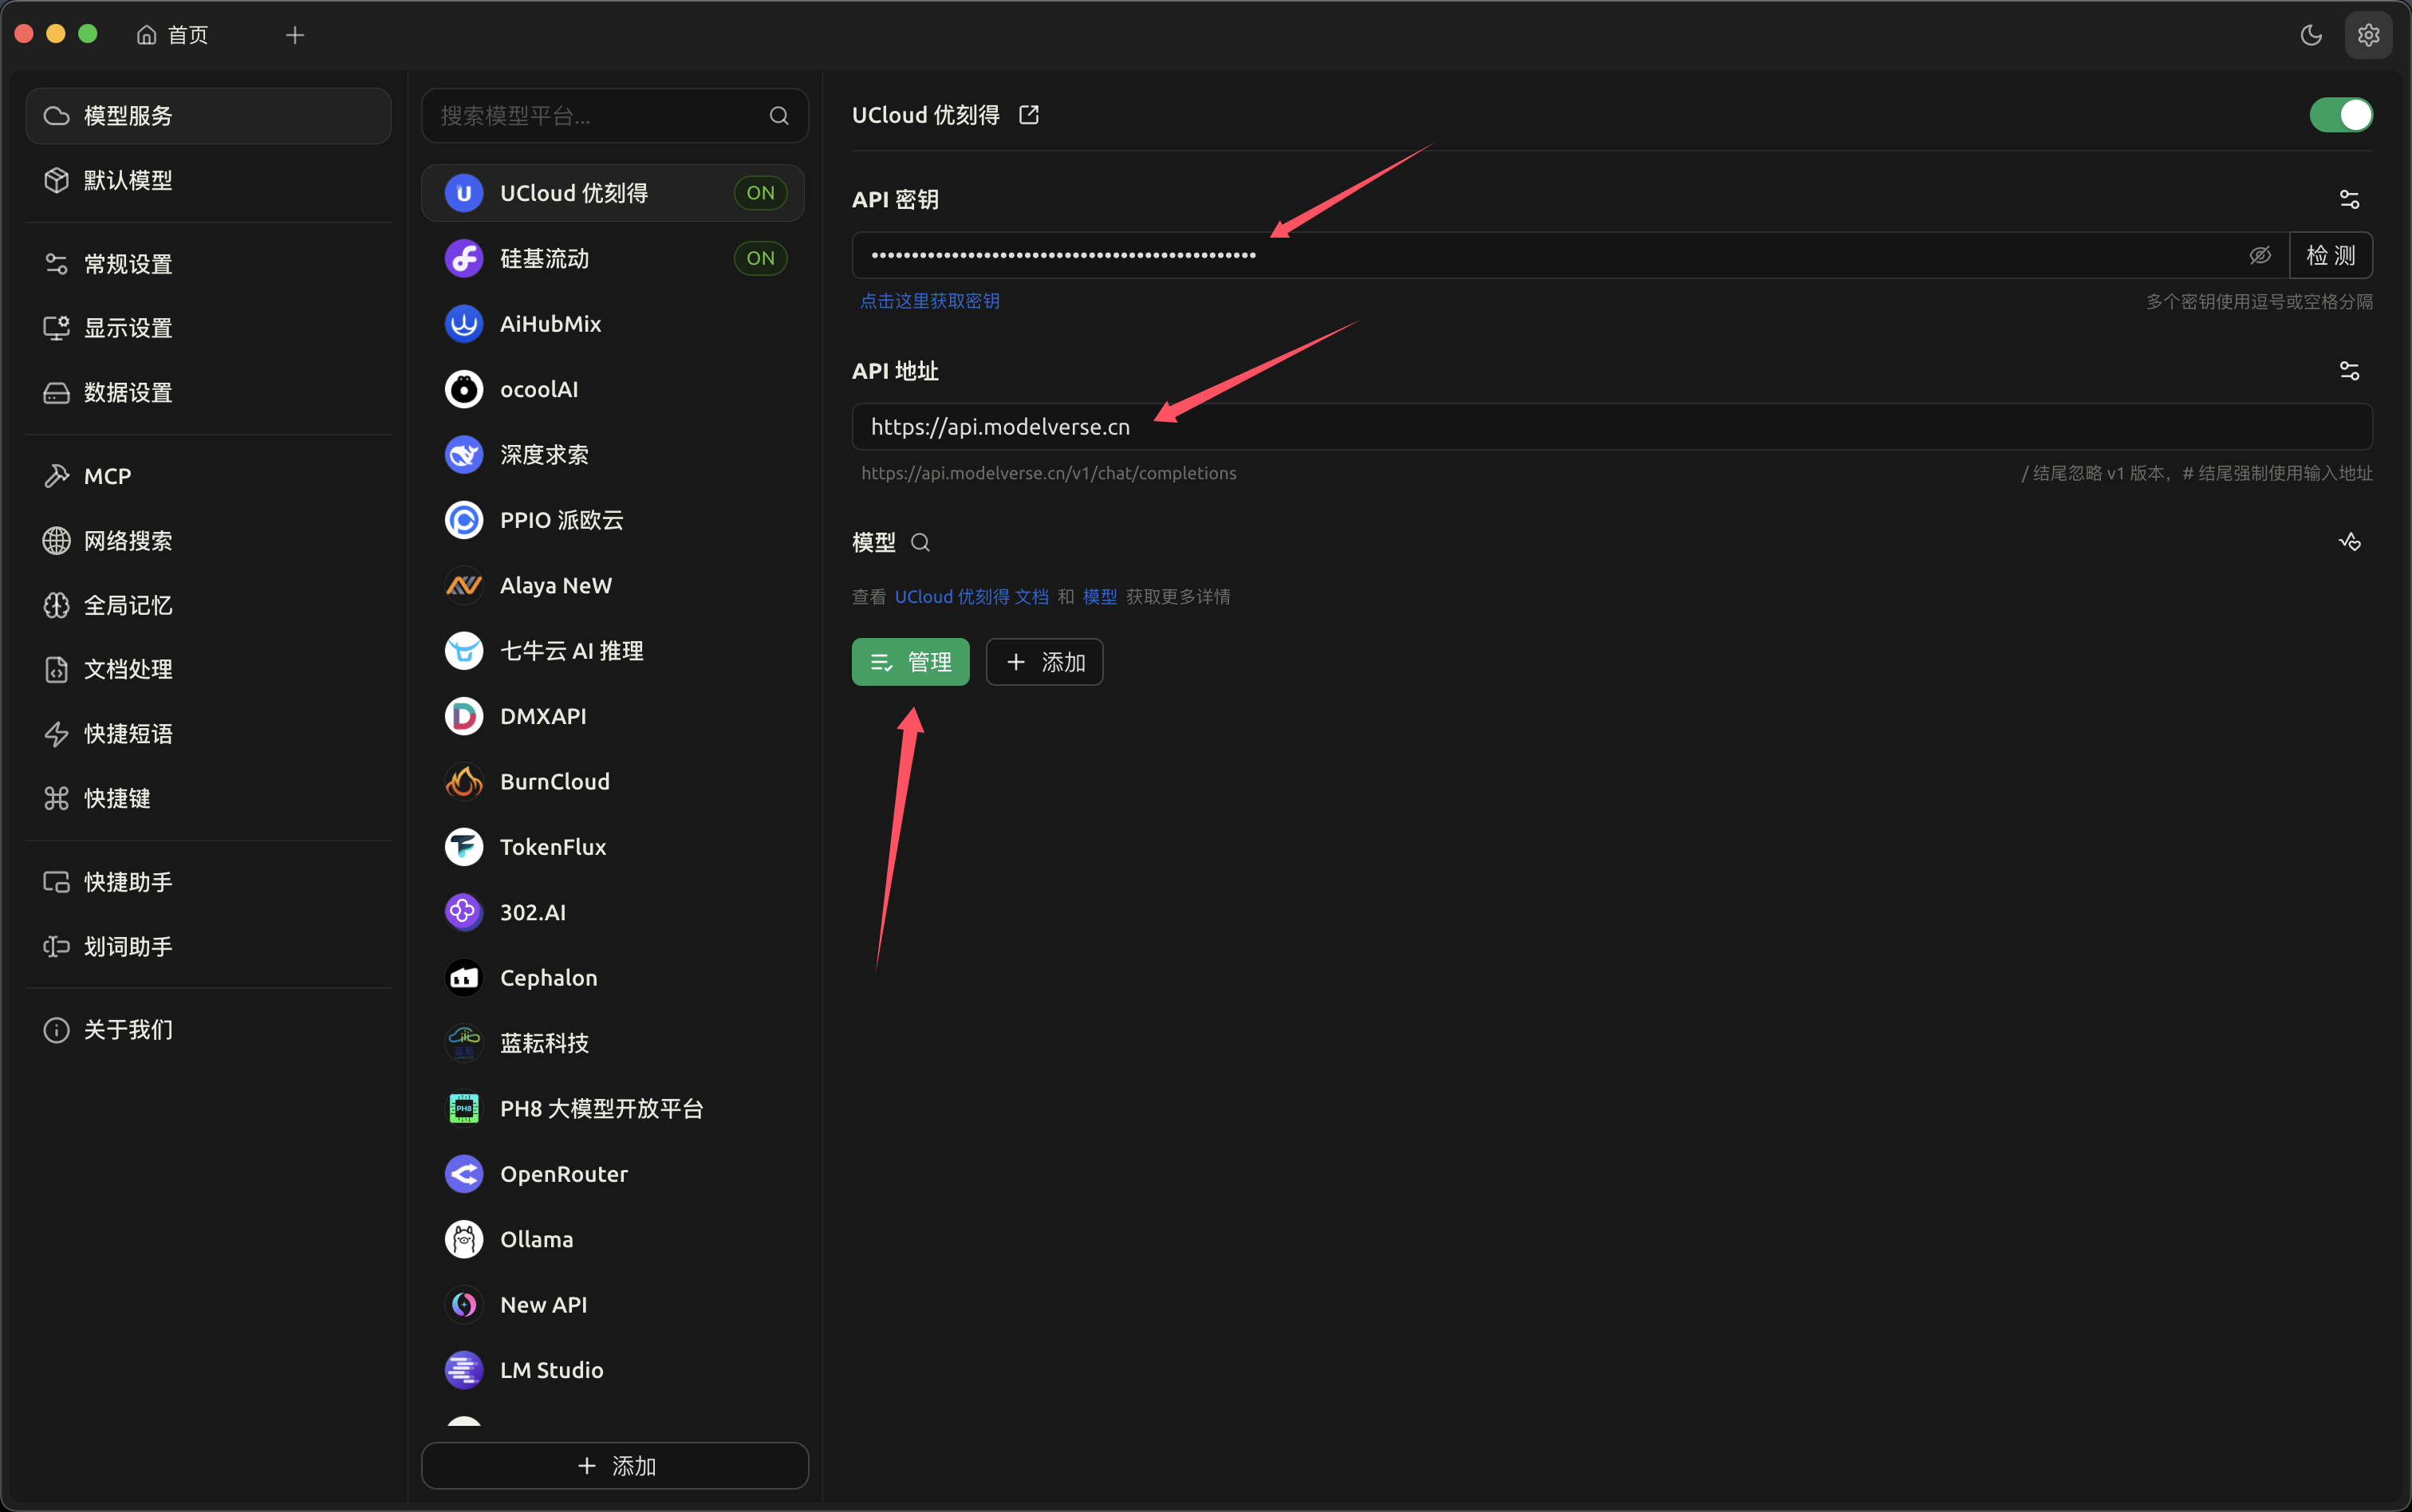 首页
模型服务
默认模型
常规设置
显示设置
数据设置
MCP
网络搜索
全局记忆
文档处理
快捷短语
快捷键
快捷助手
划词助手
关于我们
搜索模型平台...
UCloud 优刻得 ON
硅基流动 ON
AiHubMix
ocoolAI
深度求索
PPIO 派欧云
Alaya NeW
七牛云 AI 推理
DMXAPI
BurnCloud
TokenFlux
302.AI
Cephalon
蓝耘科技
PH8 大模型开放平台
OpenRouter
Ollama
New API
LM Studio
添加
UCloud 优刻得
API 密钥
••••••••••••••••••••••••••••••••••••••••••••••••
检 测
点击这里获取密钥
多个密钥使用逗号或空格分隔
API 地址
https://api.modelverse.cn
https://api.modelverse.cn/v1/chat/completions
/ 结尾忽略 v1 版本，# 结尾强制使用输入地址
模型
查看 UCloud 优刻得 文档 和 模型 获取更多详情
管理
添加